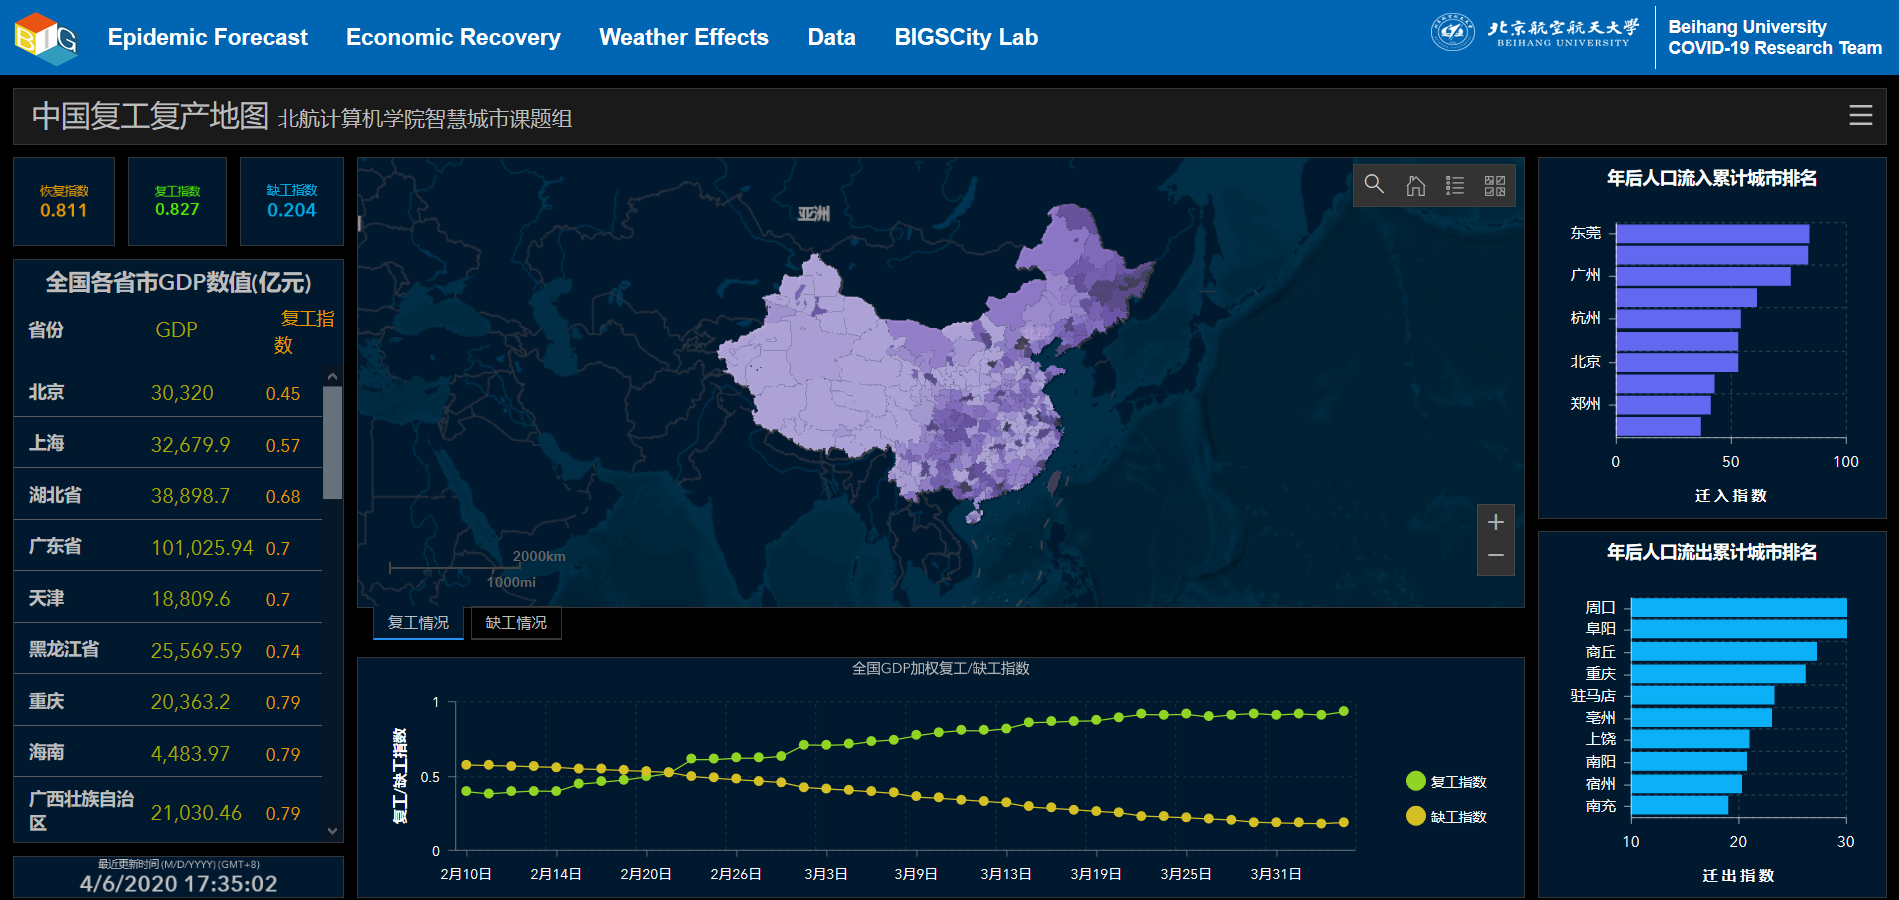 BIG
Epidemic Forecast
Economic Recovery
Weather Effects
Data
BIGSCity Lab
北京航空航天大学
BEIHANG UNIVERSITY
Beihang University
COVID-19 Research Team
中国复工复产地图 北航计算机学院智慧城市课题组
恢复指数
0.811
复工指数
0.827
缺工指数
0.204
全国各省市GDP数值(亿元)
省份 GDP 复工指
数
北京 30,320 0.45
上海 32,679.9 0.57
湖北省 38,898.7 0.68
广东省 101,025.94 0.7
天津 18,809.6 0.7
黑龙江省 25,569.59 0.74
重庆 20,363.2 0.79
海南 4,483.97 0.79
广西壮族自治
区 21,030.46 0.79
最近更新时间 (M/D/YYYY) (GMT+8)
4/6/2020 17:35:02
亚洲
2000km
1000mi
+
−
复工情况
缺工情况
全国GDP加权复工/缺工指数
复工/缺工指数
1
0.5
0
2月10日 2月14日 2月20日 2月26日 3月3日 3月9日 3月13日 3月19日 3月25日 3月31日
复工指数
缺工指数
年后人口流入累计城市排名
东莞
广州
杭州
北京
郑州
0 50 100
迁入指数
年后人口流出累计城市排名
周口
阜阳
商丘
重庆
驻马店
亳州
上饶
南阳
宿州
南充
10 20 30
迁出指数